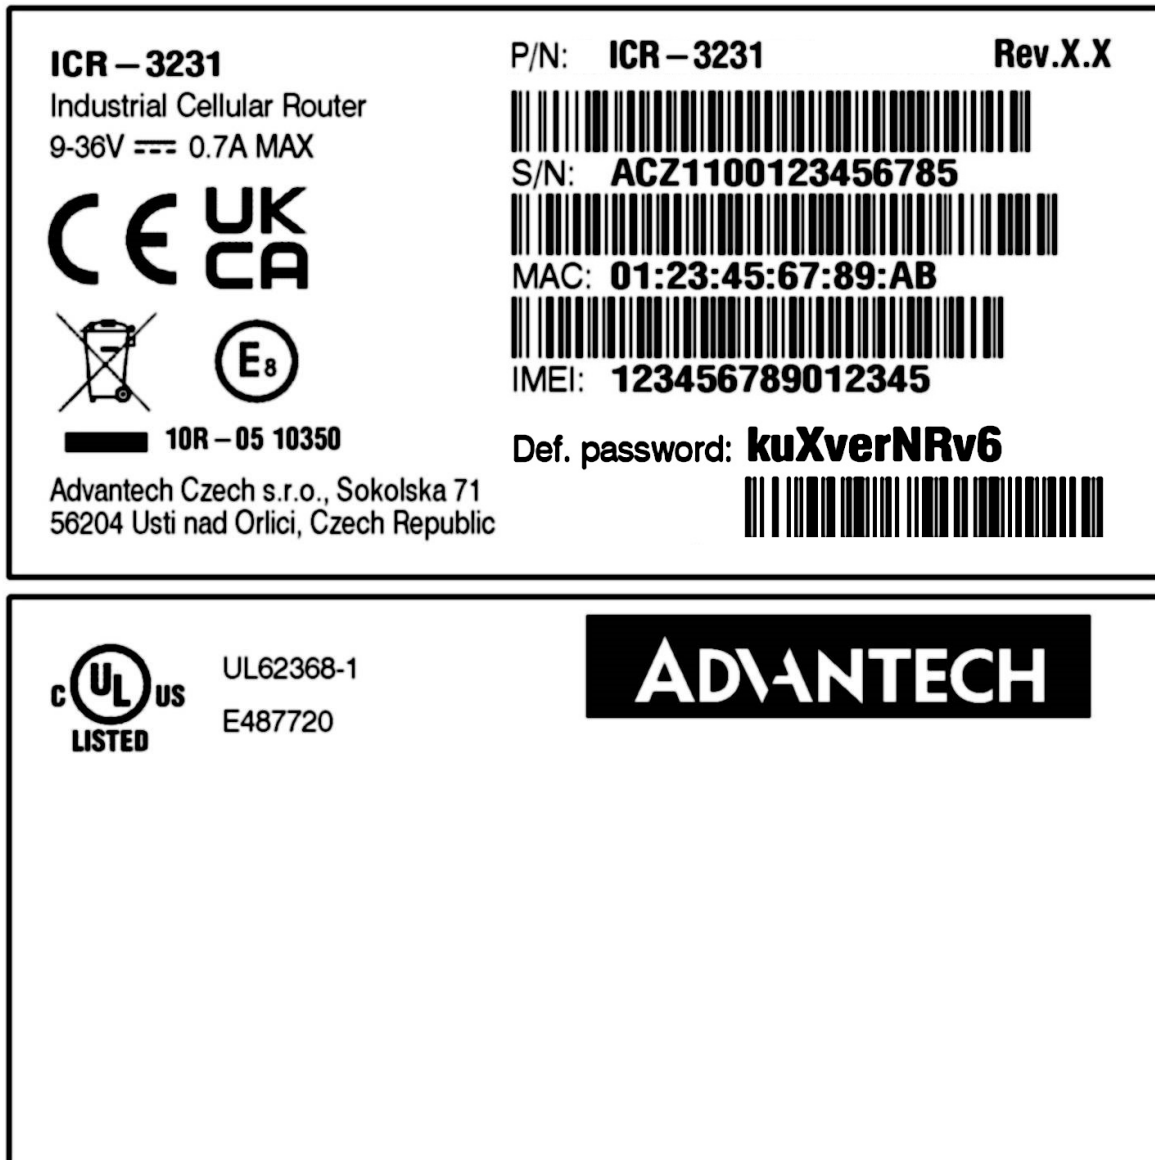 ICR – 3231
Industrial Cellular Router
9-36V ⎓ 0.7A MAX
CE UK
CA
E8
10R – 05 10350
Advantech Czech s.r.o., Sokolska 71
56204 Usti nad Orlici, Czech Republic
P/N: ICR – 3231 Rev.X.X
S/N: ACZ1100123456785
MAC: 01:23:45:67:89:AB
IMEI: 123456789012345
Def. password: kuXverNRv6
C UL US
LISTED
UL62368-1
E487720
ADVANTECH